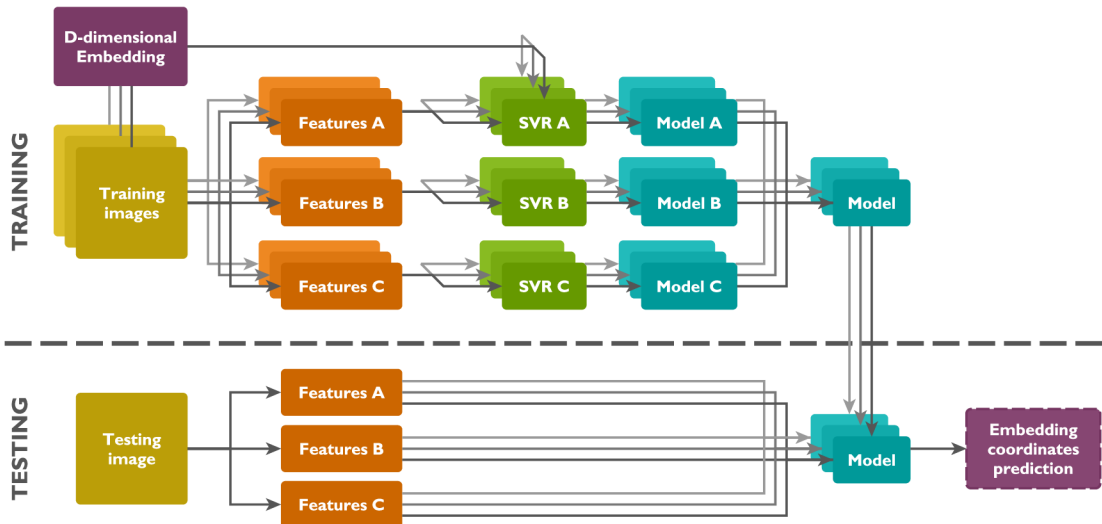 D-dimensional
Embedding
TRAINING
Training
images
Features A
SVR A
Model A
Features B
SVR B
Model B
Model
Features C
SVR C
Model C
TESTING
Testing
image
Features A
Features B
Features C
Model
Embedding
coordinates
prediction